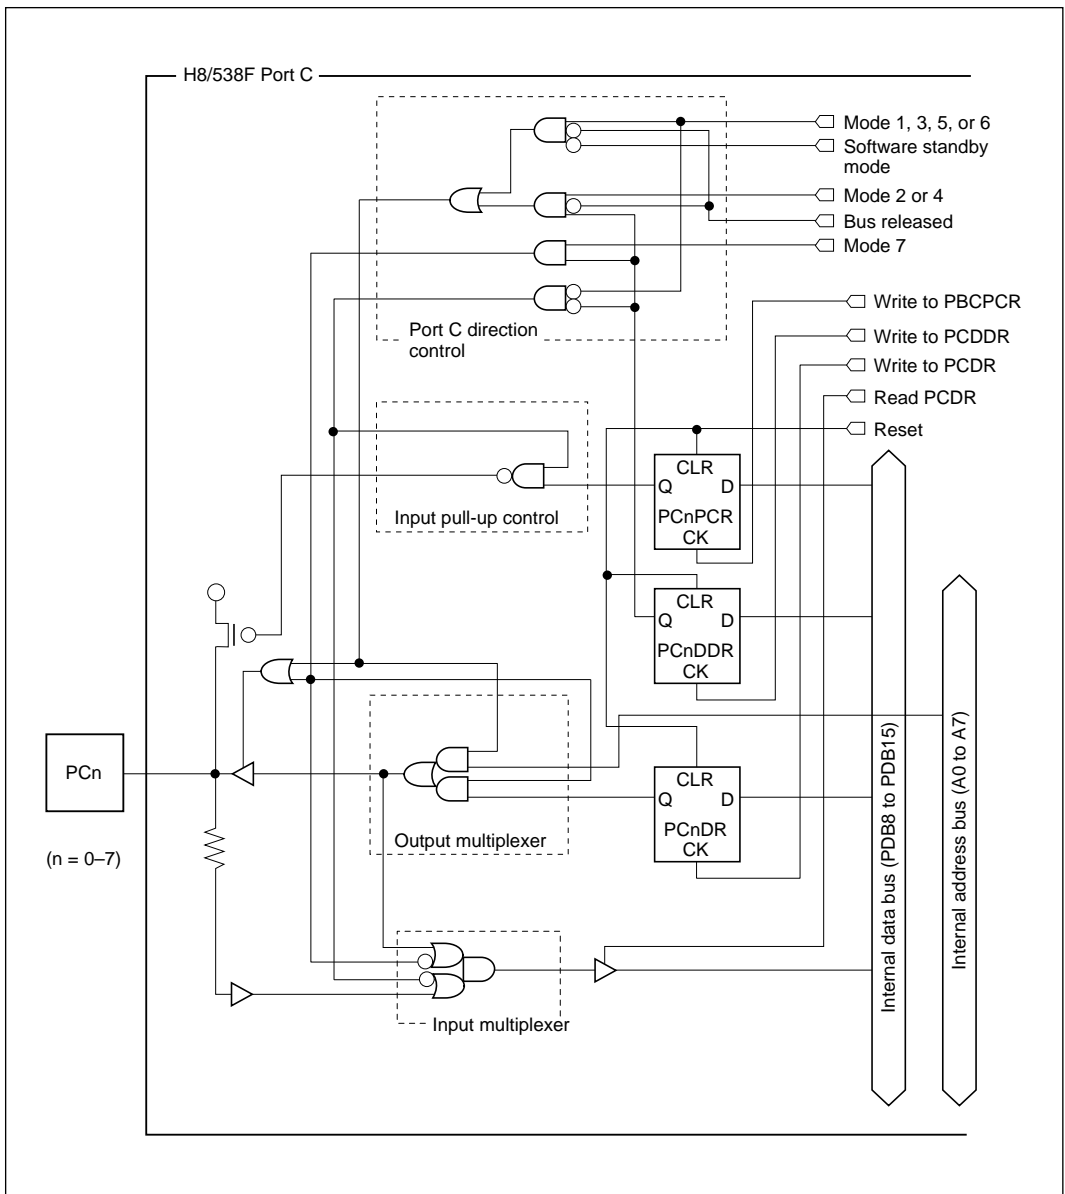 H8/538F Port C
Mode 1, 3, 5, or 6
Software standby
mode
Mode 2 or 4
Bus released
Mode 7
Port C direction
control
Write to PBCPCR
Write to PCDDR
Write to PCDR
Read PCDR
Reset
CLR
Q D
PCnPCR
CK
Input pull-up control
CLR
Q D
PCnDDR
CK
PCn
(n = 0–7)
CLR
Q D
PCnDR
CK
Output multiplexer
Input multiplexer
Internal data bus (PDB8 to PDB15)
Internal address bus (A0 to A7)